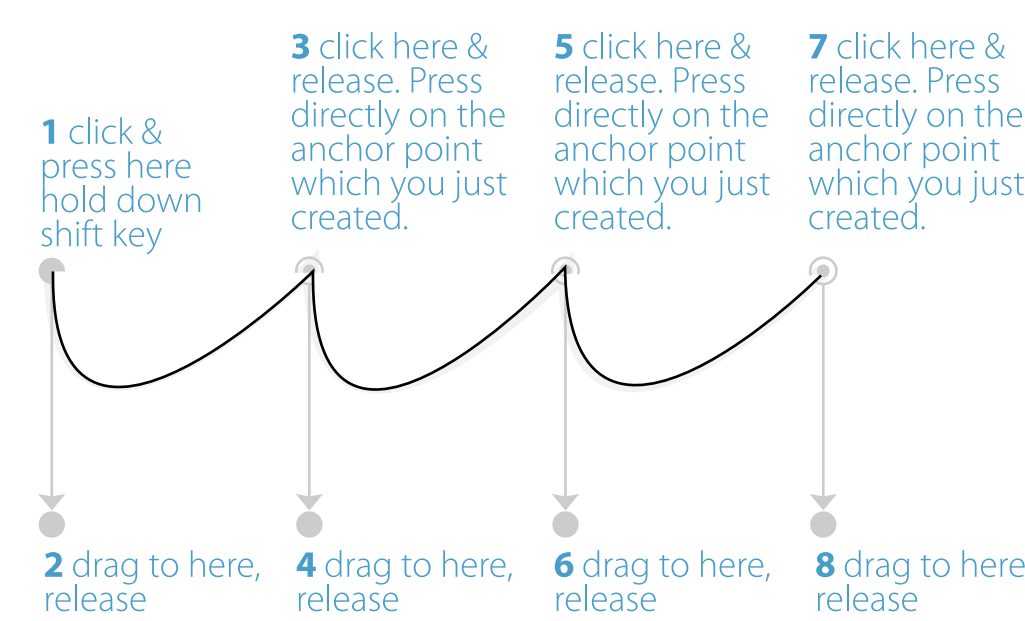 1 click &
press here
hold down
shift key
2 drag to here,
release
3 click here &
release. Press
directly on the
anchor point
which you just
created.
4 drag to here,
release
5 click here &
release. Press
directly on the
anchor point
which you just
created.
6 drag to here,
release
7 click here &
release. Press
directly on the
anchor point
which you just
created.
8 drag to here
release